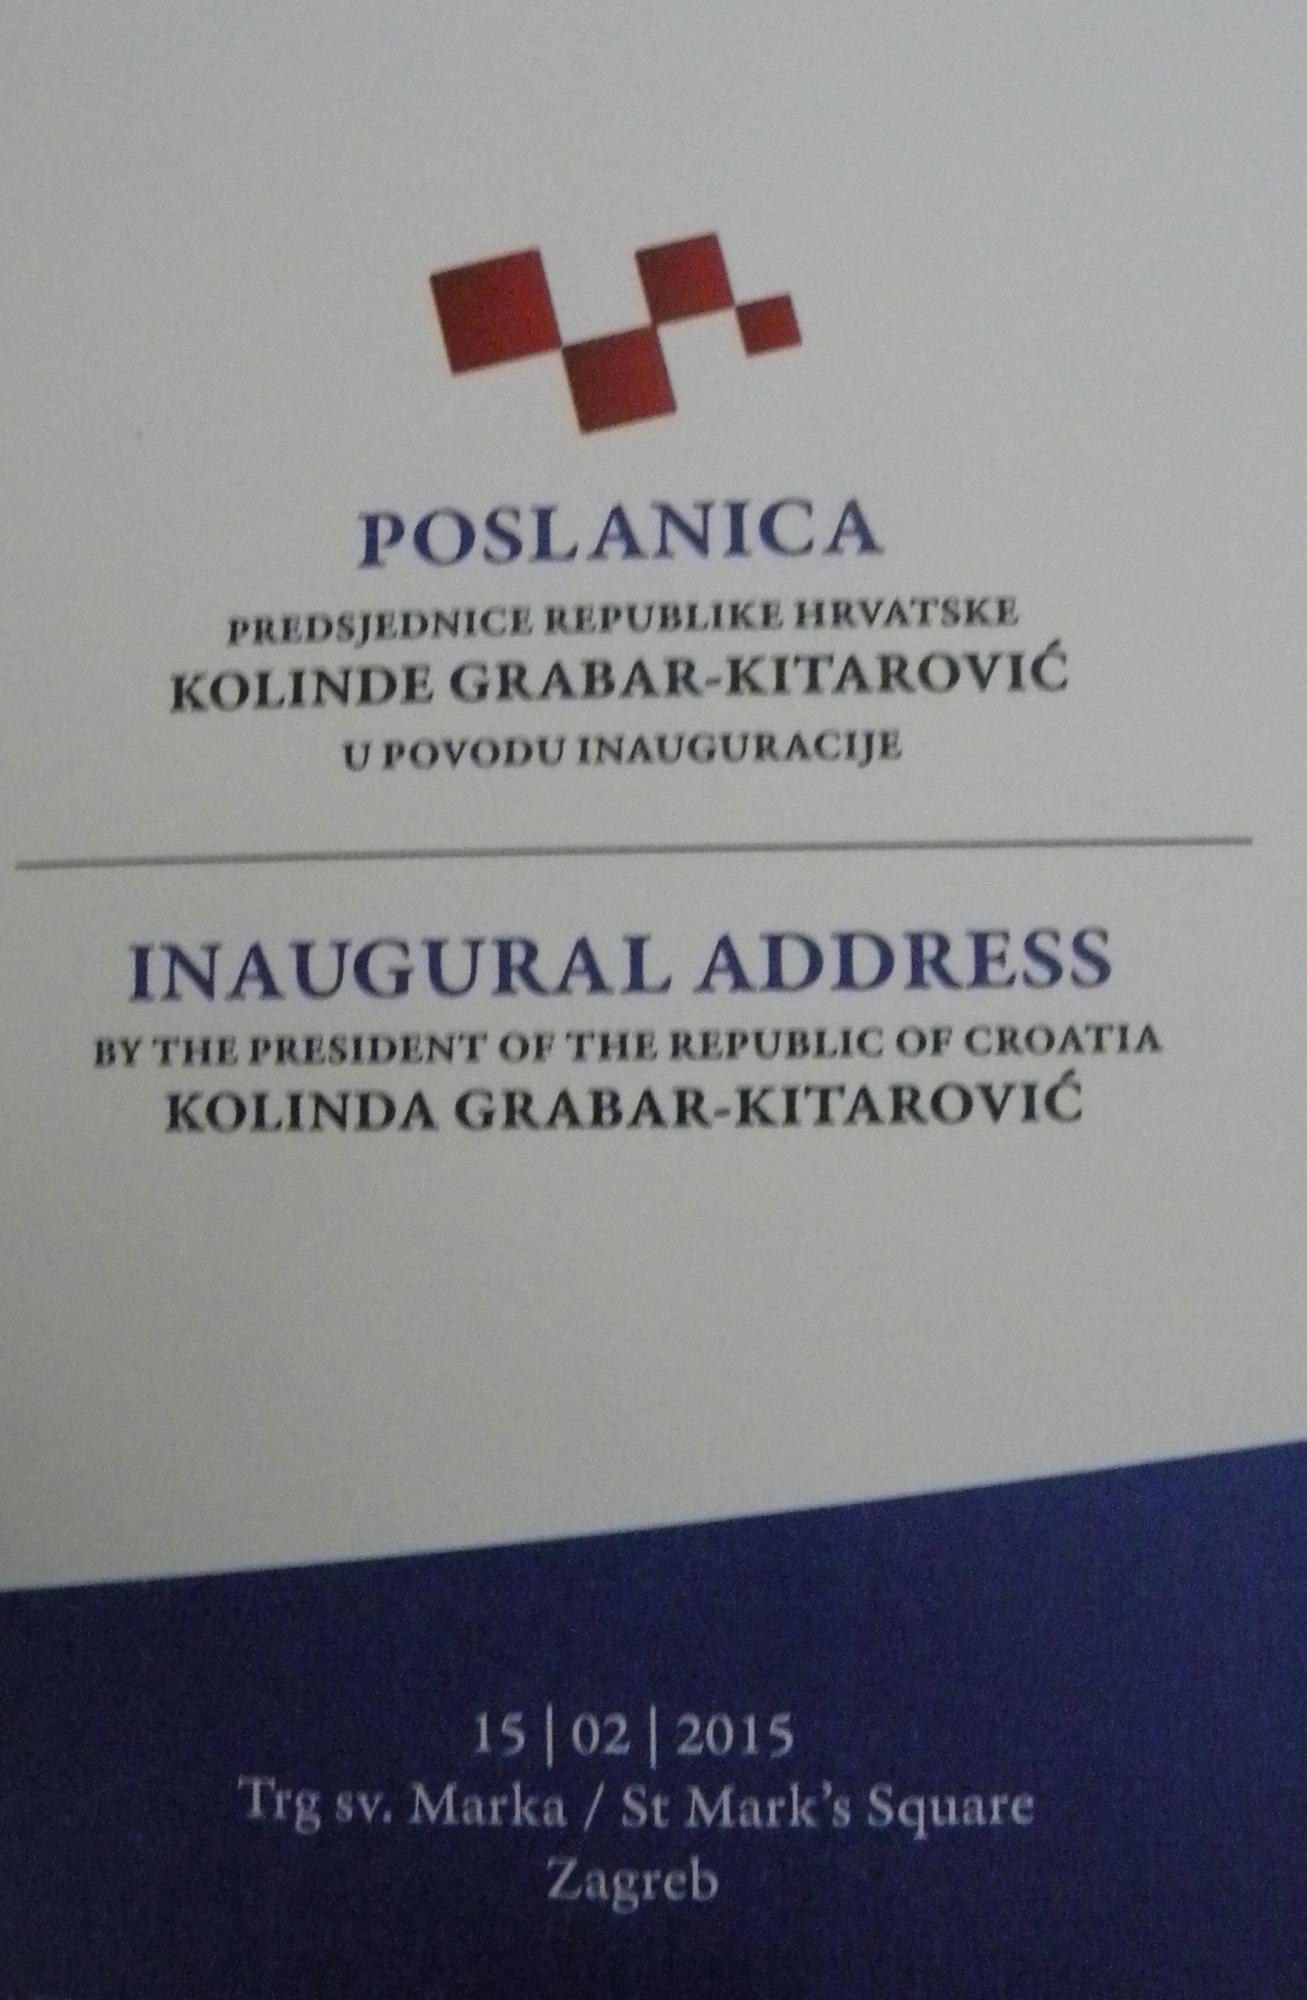 POSLANICA
PREDSJEDNICE REPUBLIKE HRVATSKE
KOLINDE GRABAR-KITAROVIĆ
U POVODU INAUGURACIJE
INAUGURAL ADDRESS
BY THE PRESIDENT OF THE REPUBLIC OF CROATIA
KOLINDA GRABAR-KITAROVIĆ
15 | 02 | 2015
Trg sv. Marka / St Mark's Square
Zagreb